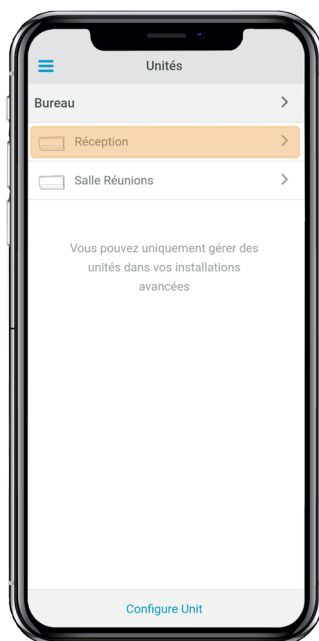 Unités
Bureau
Réception
Salle Réunions
Vous pouvez uniquement gérer des
unités dans vos installations
avancées
Configure Unit